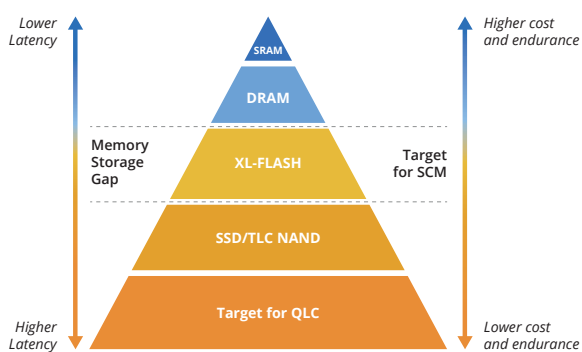 Lower
Latency
Higher cost
and endurance
SRAM
DRAM
Memory
Storage
Gap
XL-FLASH
Target
for SCM
SSD/TLC NAND
Target for QLC
Higher
Latency
Lower cost
and endurance